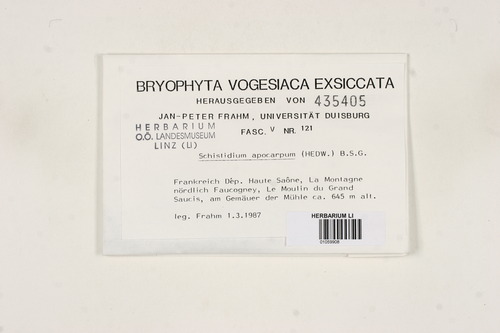 BRYOPHYTA VOGESIACA EXSICCATA
HERAUSGEGEBEN VON 435405
JAN-PETER FRAHM, UNIVERSITÄT DUISBURG
HERBARIUM
O.Ö. LANDESMUSEUM
LINZ (LI)
FASC. V NR. 121
Schistidium apocarpum (HEDW.) B.S.G.
Frankreich Dép. Haute Saône, La Montagne
nördlich Faucogney, Le Moulin du Grand
Saucis, am Gemäuer der Mühle ca. 645 m alt.
leg. Frahm 1.3.1987
HERBARIUM LI
01069908